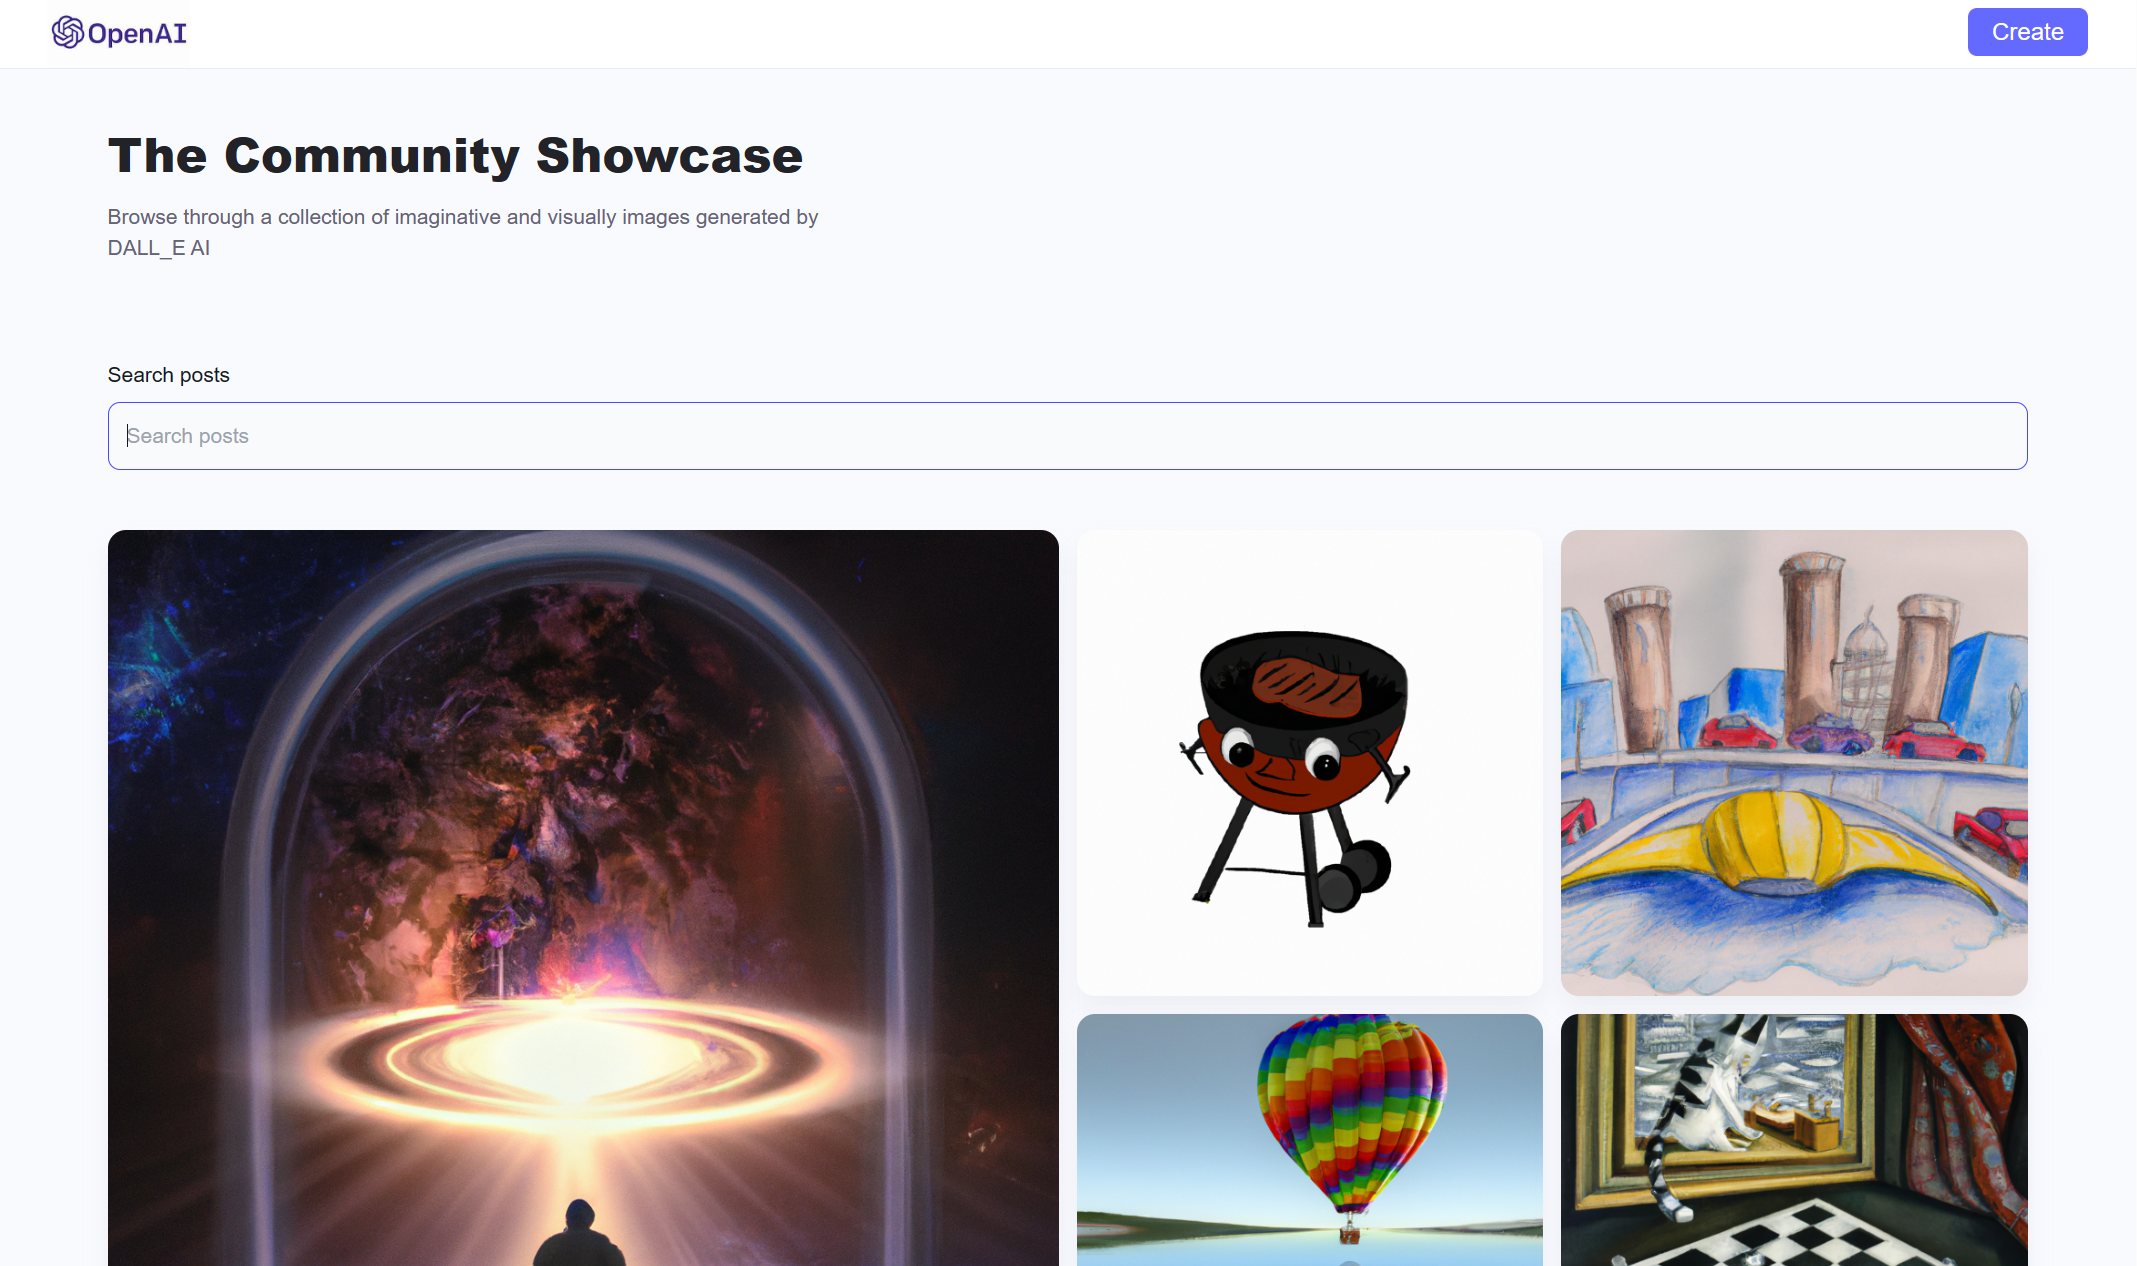 OpenAI
Create
The Community Showcase
Browse through a collection of imaginative and visually images generated by
DALL_E AI
Search posts
Search posts